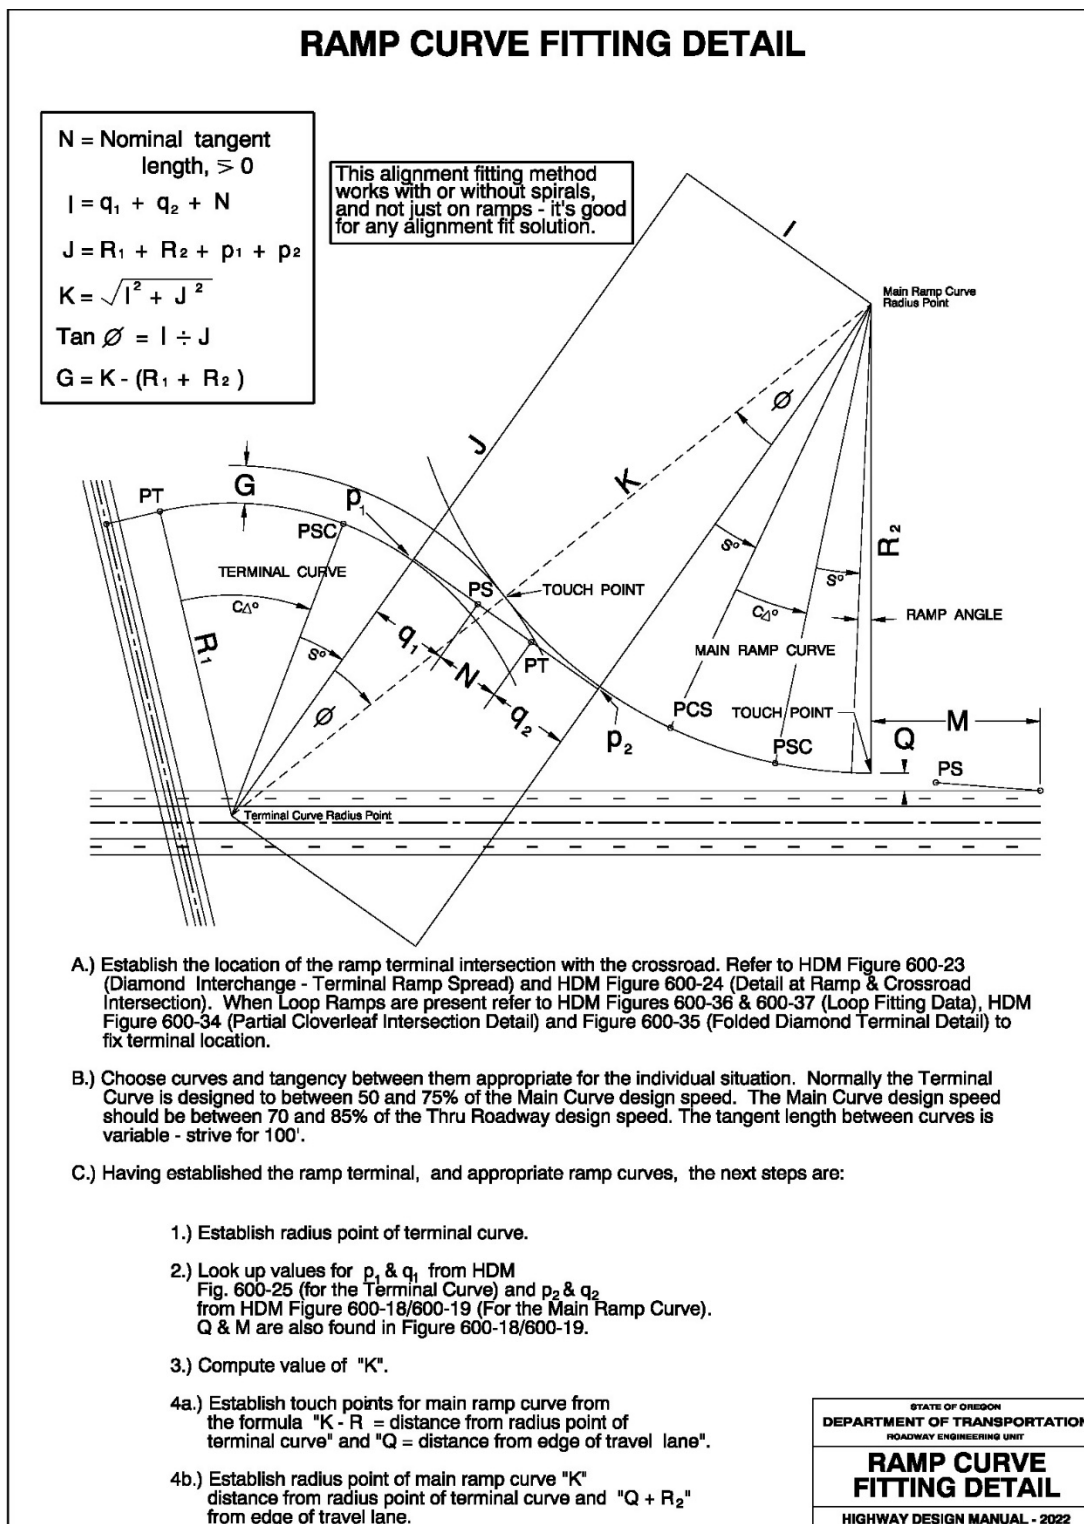 RAMP CURVE FITTING DETAIL
N = Nominal tangent
length, ⋝ 0
I = q₁ + q₂ + N
J = R₁ + R₂ + p₁ + p₂
K = √(I² + J²)
Tan Ø = I ÷ J
G = K - (R₁ + R₂)
This alignment fitting method
works with or without spirals,
and not just on ramps - it's good
for any alignment fit solution.
I
Main Ramp Curve
Radius Point
Ø
J
K
G
p₁
PT
PSC
S°
R₂
TERMINAL CURVE
PS
TOUCH POINT
S°
C∆°
C∆°
RAMP ANGLE
R₁
q₁
PT
MAIN RAMP CURVE
S°
N
Ø
q₂
p₂
PCS
TOUCH POINT
M
Q
PSC
PS
Terminal Curve Radius Point
A.) Establish the location of the ramp terminal intersection with the crossroad. Refer to HDM Figure 600-23
(Diamond Interchange - Terminal Ramp Spread) and HDM Figure 600-24 (Detail at Ramp & Crossroad
Intersection). When Loop Ramps are present refer to HDM Figures 600-36 & 600-37 (Loop Fitting Data), HDM
Figure 600-34 (Partial Cloverleaf Intersection Detail) and Figure 600-35 (Folded Diamond Terminal Detail) to
fix terminal location.
B.) Choose curves and tangency between them appropriate for the individual situation. Normally the Terminal
Curve is designed to between 50 and 75% of the Main Curve design speed. The Main Curve design speed
should be between 70 and 85% of the Thru Roadway design speed. The tangent length between curves is
variable - strive for 100'.
C.) Having established the ramp terminal, and appropriate ramp curves, the next steps are:
1.) Establish radius point of terminal curve.
2.) Look up values for p₁ & q₁ from HDM
Fig. 600-25 (for the Terminal Curve) and p₂ & q₂
from HDM Figure 600-18/600-19 (For the Main Ramp Curve).
Q & M are also found in Figure 600-18/600-19.
3.) Compute value of "K".
4a.) Establish touch points for main ramp curve from
the formula "K - R = distance from radius point of
terminal curve" and "Q = distance from edge of travel lane".
4b.) Establish radius point of main ramp curve "K"
distance from radius point of terminal curve and "Q + R₂"
from edge of travel lane.
STATE OF OREGON
DEPARTMENT OF TRANSPORTATION
ROADWAY ENGINEERING UNIT
RAMP CURVE
FITTING DETAIL
HIGHWAY DESIGN MANUAL - 2022